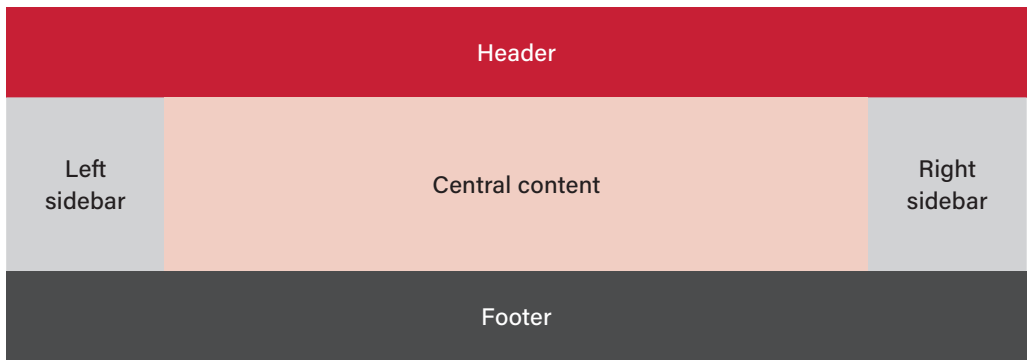 Header
Left
sidebar
Central content
Right
sidebar
Footer